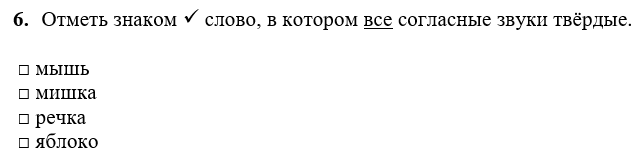 6. Отметь знаком ✓ слово, в котором все согласные звуки твёрдые.
□ мышь
□ мишка
□ речка
□ яблоко